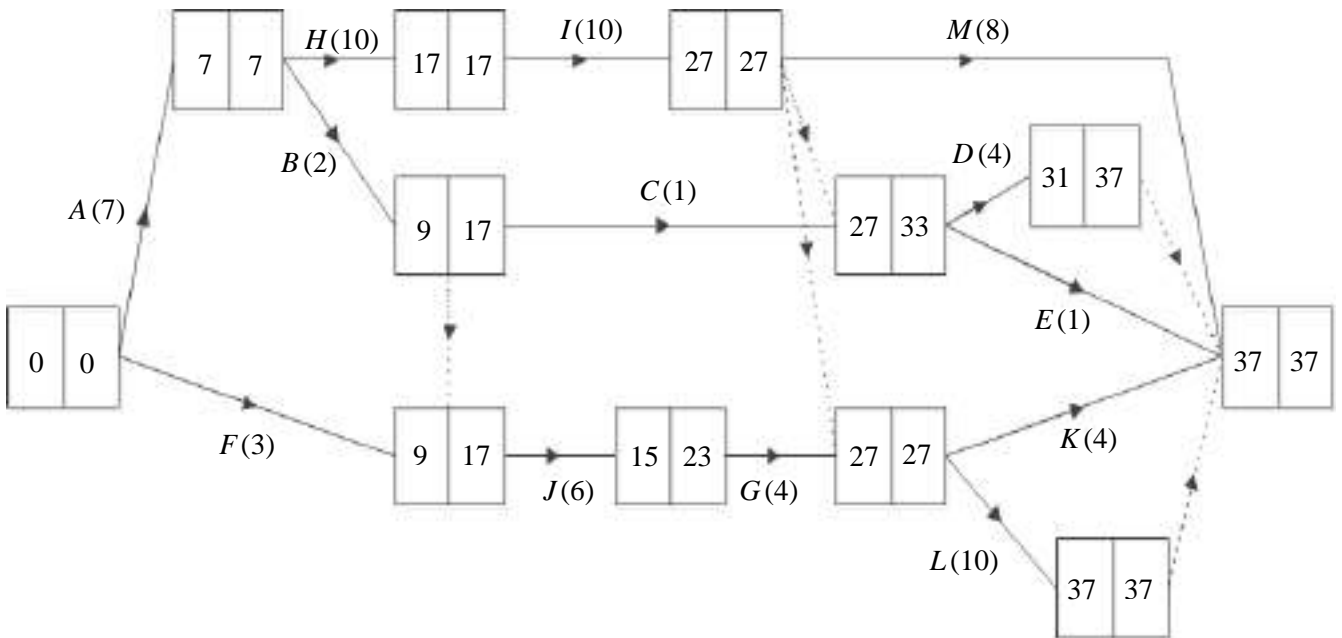 H(10)
I(10)
M(8)
7 7
17 17
27 27
B(2)
D(4)
31 37
A(7)
C(1)
9 17
27 33
E(1)
0 0
37 37
F(3)
K(4)
9 17
15 23
27 27
J(6)
G(4)
L(10)
37 37